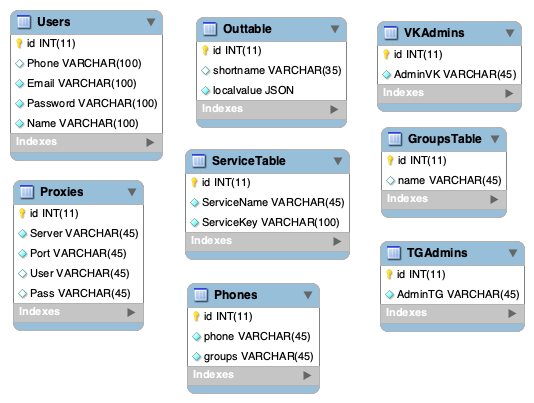 Users
id INT(11)
Phone VARCHAR(100)
Email VARCHAR(100)
Password VARCHAR(100)
Name VARCHAR(100)
Indexes
Outtable
id INT(11)
shortname VARCHAR(35)
localvalue JSON
Indexes
VKAdmins
id INT(11)
AdminVK VARCHAR(45)
Indexes
GroupsTable
id INT(11)
name VARCHAR(45)
Indexes
ServiceTable
id INT(11)
ServiceName VARCHAR(45)
ServiceKey VARCHAR(100)
Indexes
Proxies
id INT(11)
Server VARCHAR(45)
Port VARCHAR(45)
User VARCHAR(45)
Pass VARCHAR(45)
Indexes
TGAdmins
id INT(11)
AdminTG VARCHAR(45)
Indexes
Phones
id INT(11)
phone VARCHAR(45)
groups VARCHAR(45)
Indexes